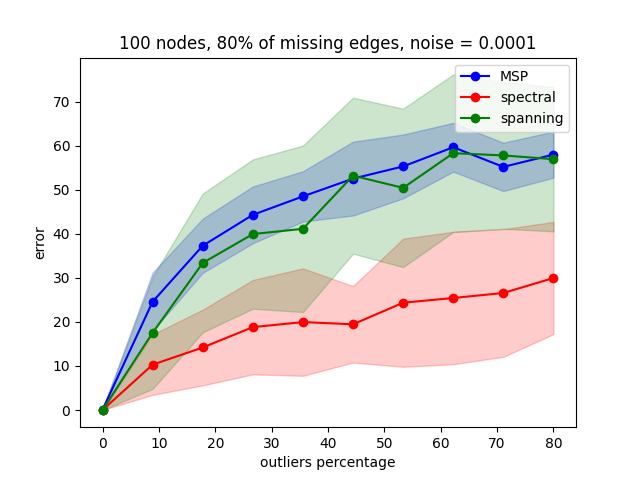 100 nodes, 80% of missing edges, noise = 0.0001
MSP
spectral
spanning
error
70
60
50
40
30
20
10
0
0 10 20 30 40 50 60 70 80
outliers percentage